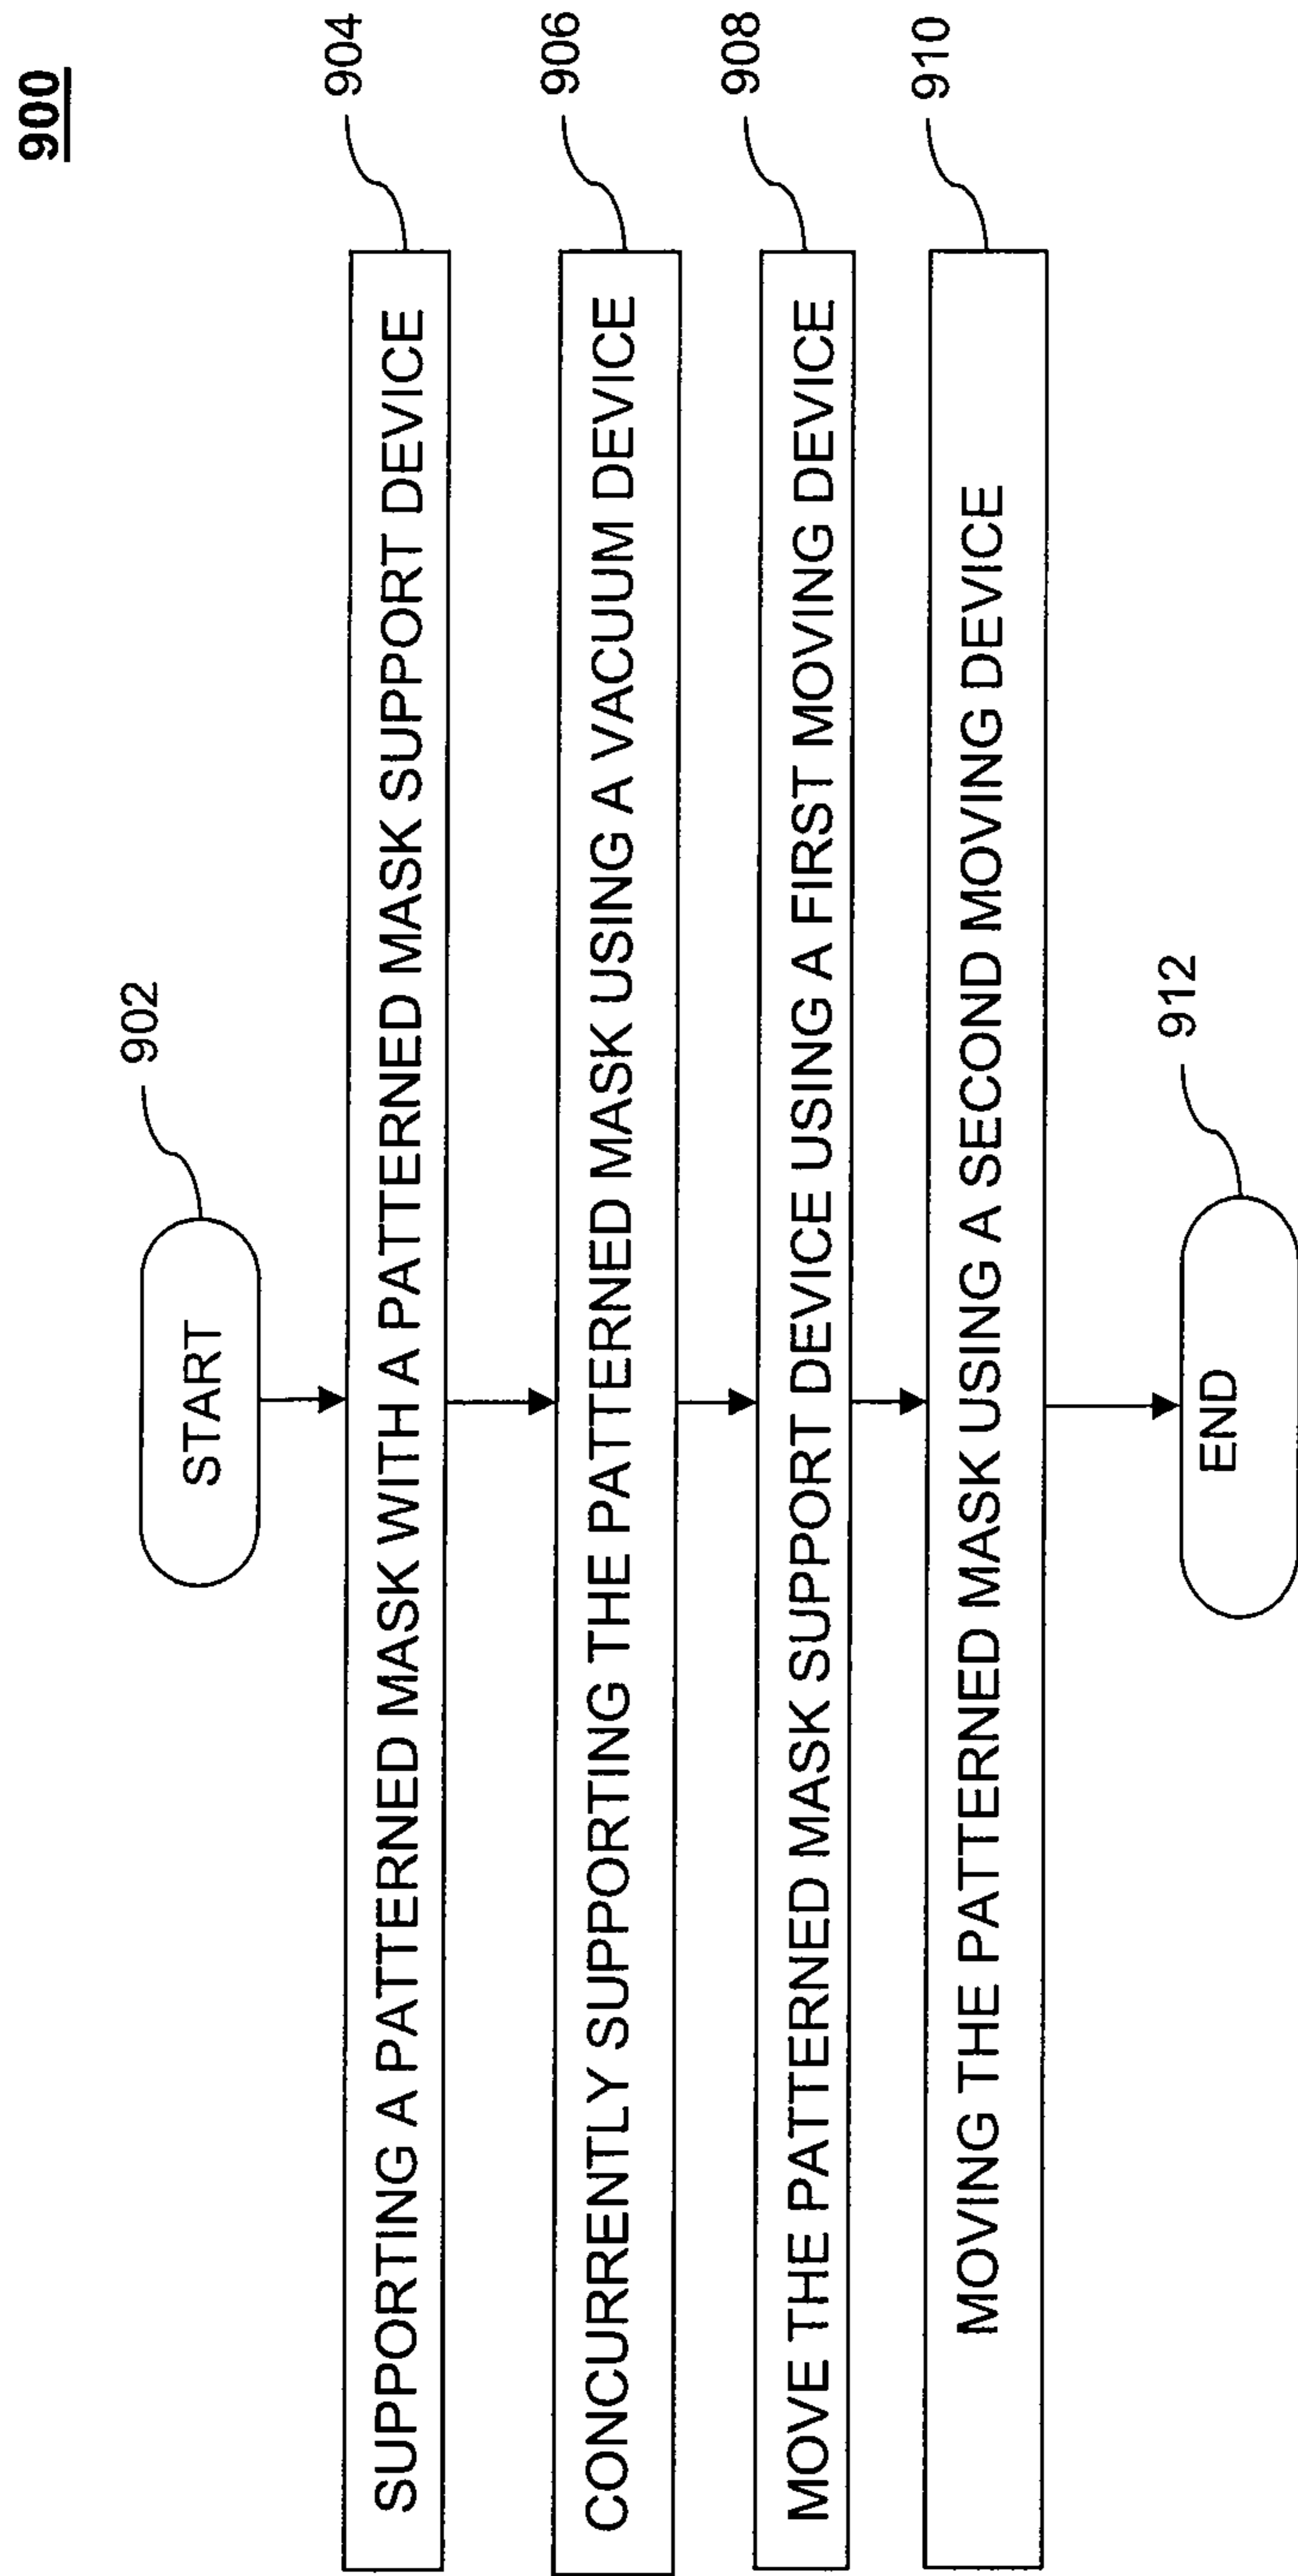 900
902
START
904
SUPPORTING A PATTERNED MASK WITH A PATTERNED MASK SUPPORT DEVICE
906
CONCURRENTLY SUPPORTING THE PATTERNED MASK USING A VACUUM DEVICE
908
MOVE THE PATTERNED MASK SUPPORT DEVICE USING A FIRST MOVING DEVICE
910
MOVING THE PATTERNED MASK USING A SECOND MOVING DEVICE
912
END